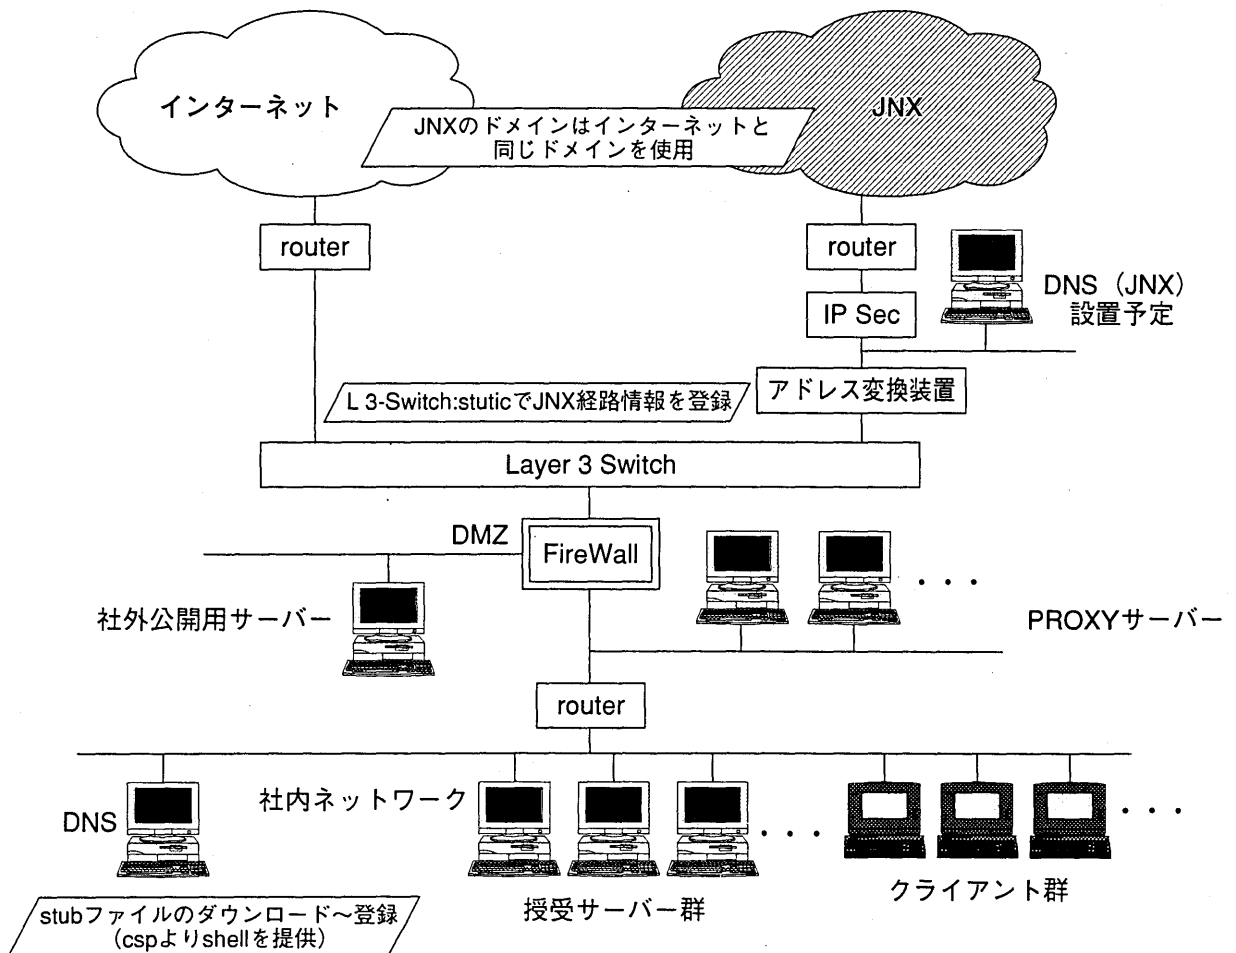 インターネット
JNX
JNXのドメインはインターネットと
同じドメインを使用
router
router
DNS（JNX）
設置予定
IP Sec
アドレス変換装置
L 3-Switch:stuticでJNX経路情報を登録
Layer 3 Switch
DMZ
FireWall
・・・
社外公開用サーバー
PROXYサーバー
router
社内ネットワーク
DNS
・・・
・・・
クライアント群
授受サーバー群
stubファイルのダウンロード～登録
（cspよりshellを提供）